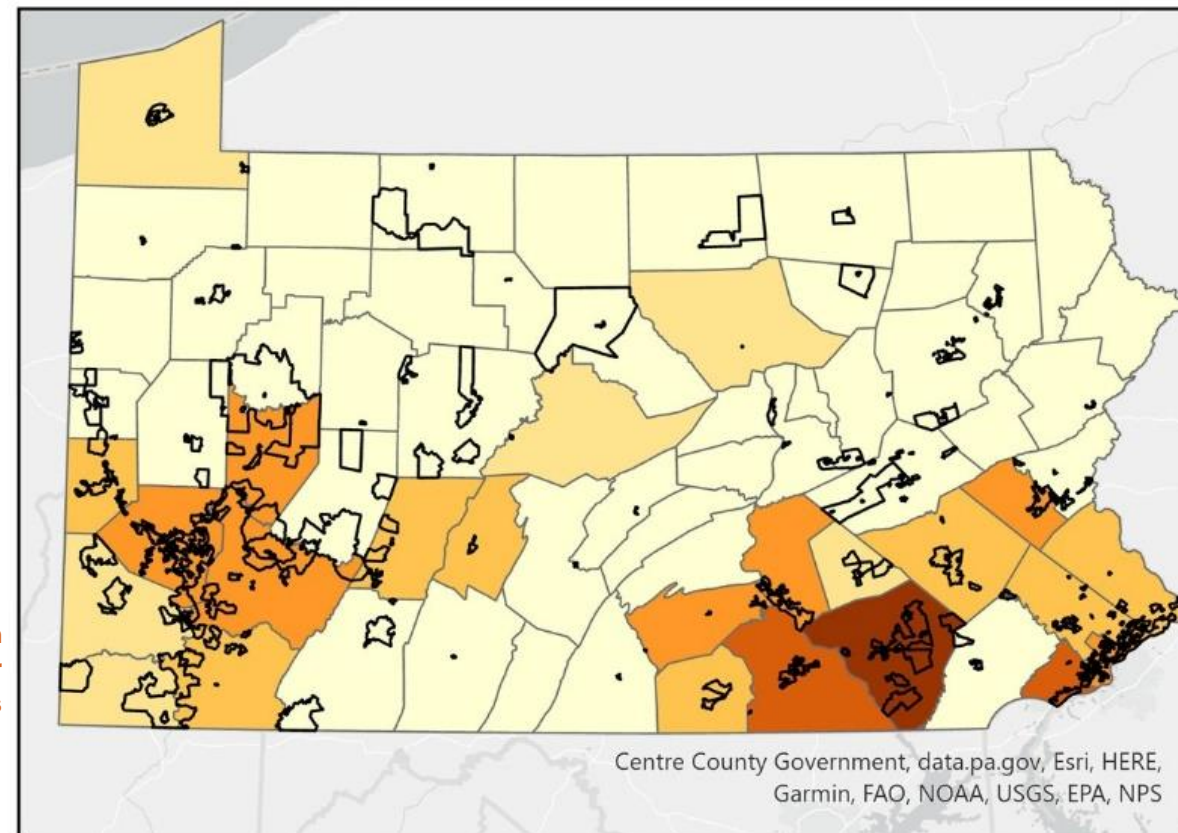 Centre County Government, data.pa.gov, Esri, HERE,
Garmin, FAO, NOAA, USGS, EPA, NPS